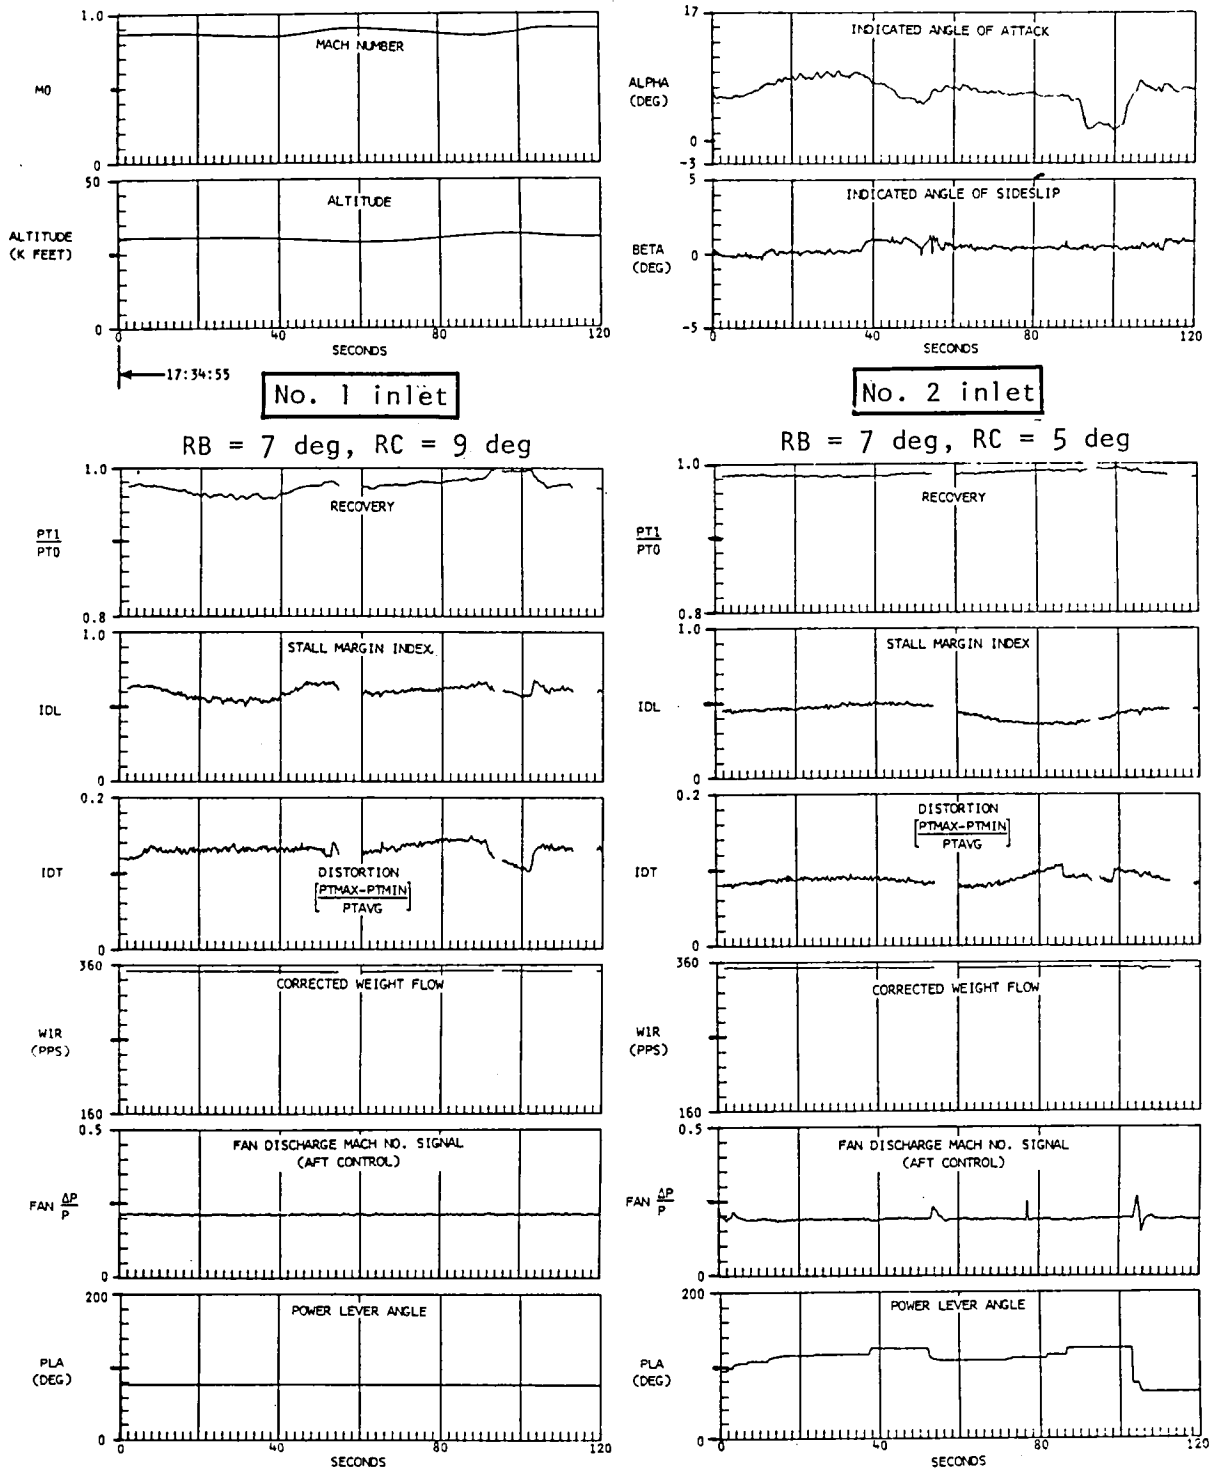 1.0
MACH NUMBER
M0
0
50
ALTITUDE
ALTITUDE
(K FEET)
0
0
40
80
120
SECONDS
17:34:55
17
INDICATED ANGLE OF ATTACK
ALPHA
(DEG)
0
-3
5
INDICATED ANGLE OF SIDESLIP
BETA
(DEG)
0
-5
0
40
80
120
SECONDS
No. 1 inlet
RB = 7 deg, RC = 9 deg
1.0
RECOVERY
PT1
PT0
0.8
1.0
STALL MARGIN INDEX
IDL
0
0.2
IDT
DISTORTION
[PTMAX-PTMIN]
PTAVG
0
360
CORRECTED WEIGHT FLOW
W1R
(PPS)
160
0.5
FAN DISCHARGE MACH NO. SIGNAL
(AFT CONTROL)
FAN ΔP
P
0
200
POWER LEVER ANGLE
PLA
(DEG)
0
0
40
80
120
SECONDS
No. 2 inlet
RB = 7 deg, RC = 5 deg
1.0
RECOVERY
PT1
PT0
0.8
1.0
STALL MARGIN INDEX
IDL
0
0.2
DISTORTION
[PTMAX-PTMIN]
PTAVG
IDT
0
360
CORRECTED WEIGHT FLOW
W1R
(PPS)
160
0.5
FAN DISCHARGE MACH NO. SIGNAL
(AFT CONTROL)
FAN ΔP
P
0
200
POWER LEVER ANGLE
PLA
(DEG)
0
0
40
80
120
SECONDS